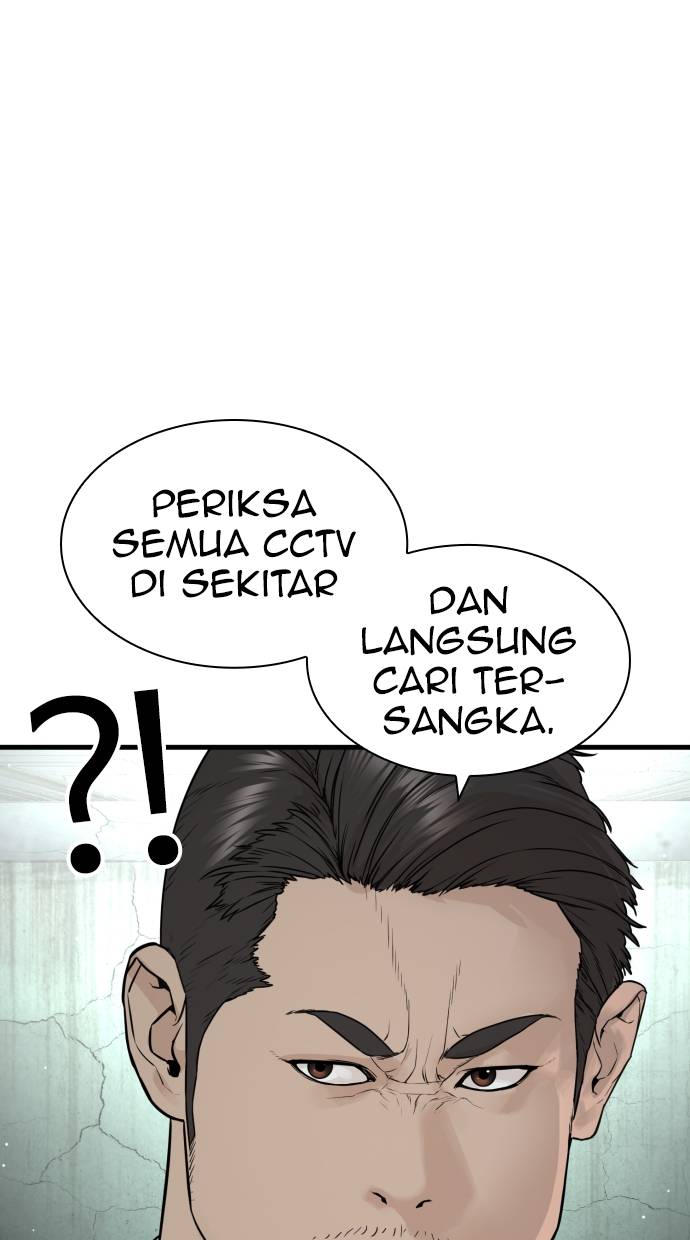 PERIKSA
SEMUA CCTV
DI SEKITAR
DAN
LANGSUNG
CARI TER-
SANGKA.
?!